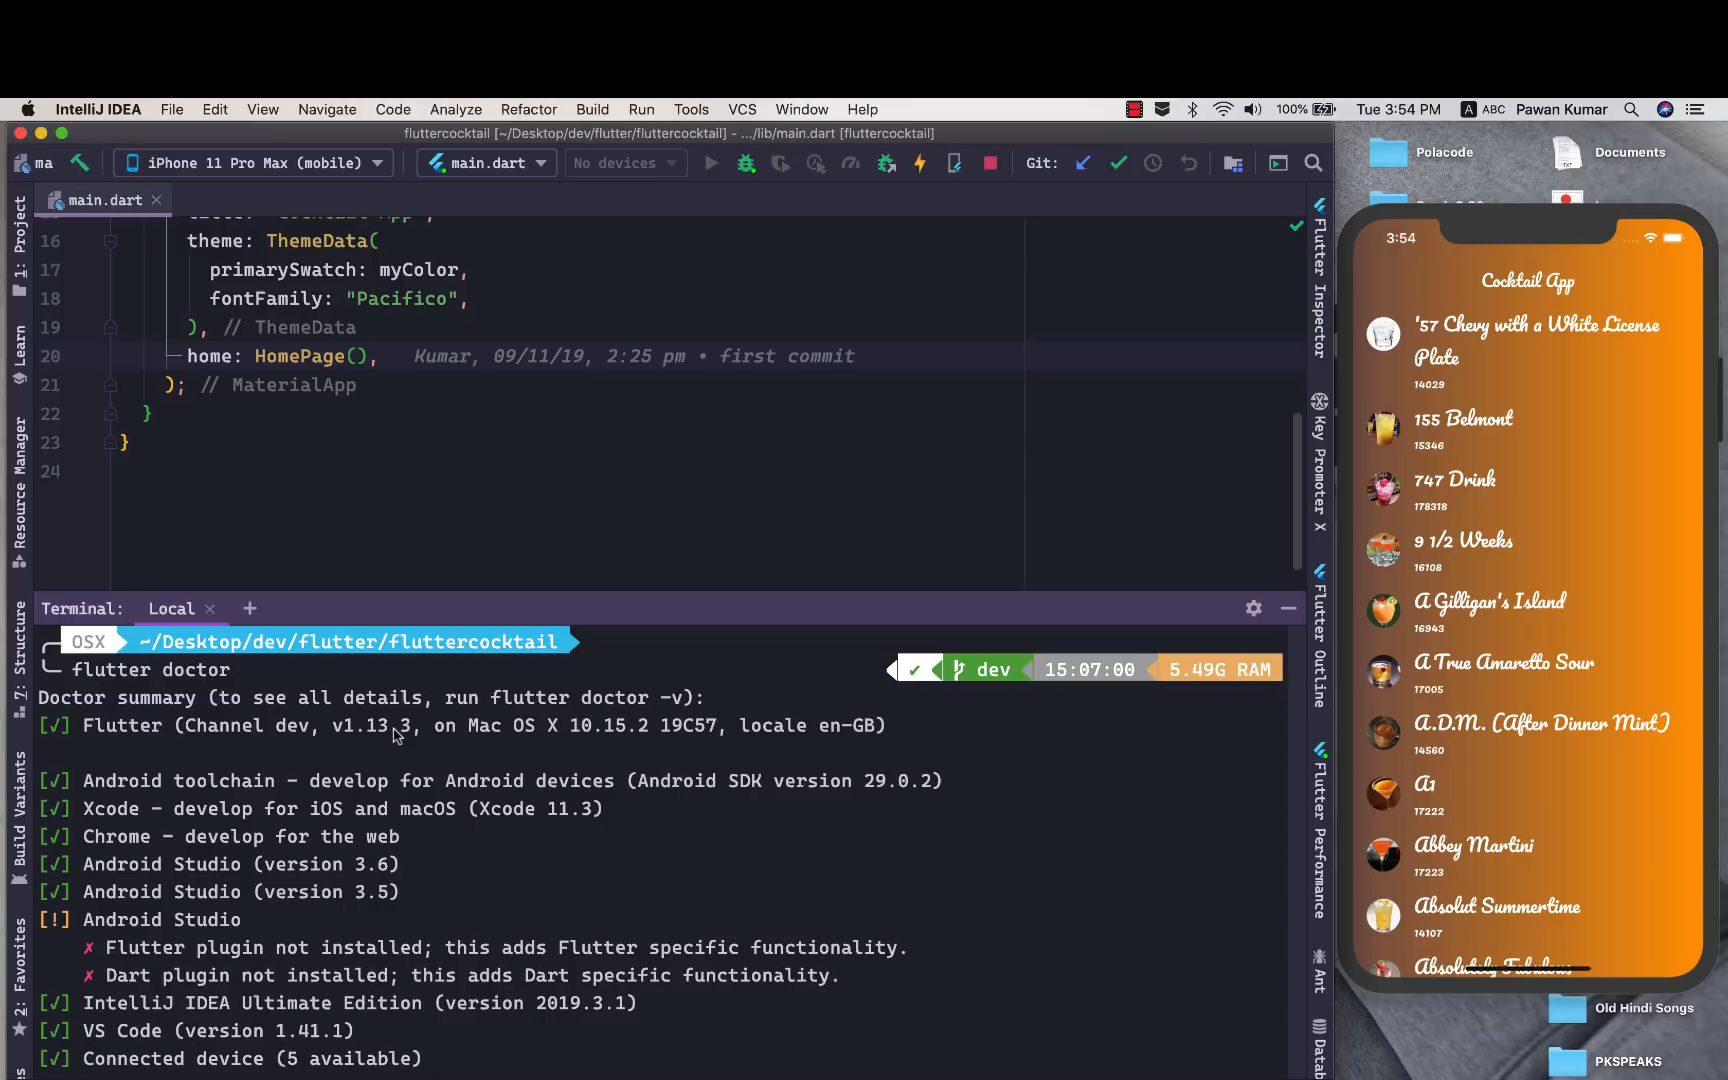 IntelliJ IDEA File Edit View Navigate Code Analyze Refactor Build Run Tools VCS Window Help 100% Tue 3:54 PM A ABC Pawan Kumar
fluttercocktail [~/Desktop/dev/flutter/fluttercocktail] - .../lib/main.dart [fluttercocktail]
ma iPhone 11 Pro Max (mobile) main.dart No devices Git:
main.dart
16 theme: ThemeData(
17 primarySwatch: myColor,
18 fontFamily: "Pacifico",
19 ), // ThemeData
20 home: HomePage(), Kumar, 09/11/19, 2:25 pm • first commit
21 ); // MaterialApp
22 }
23 }
24
Terminal: Local +
OSX ~/Desktop/dev/flutter/fluttercocktail
flutter doctor ✔ dev 15:07:00 5.49G RAM
Doctor summary (to see all details, run flutter doctor -v):
[✓] Flutter (Channel dev, v1.13.3, on Mac OS X 10.15.2 19C57, locale en-GB)
[✓] Android toolchain - develop for Android devices (Android SDK version 29.0.2)
[✓] Xcode - develop for iOS and macOS (Xcode 11.3)
[✓] Chrome - develop for the web
[✓] Android Studio (version 3.6)
[✓] Android Studio (version 3.5)
[!] Android Studio
✗ Flutter plugin not installed; this adds Flutter specific functionality.
✗ Dart plugin not installed; this adds Dart specific functionality.
[✓] IntelliJ IDEA Ultimate Edition (version 2019.3.1)
[✓] VS Code (version 1.41.1)
[✓] Connected device (5 available)
1: Project
Learn
Resource Manager
7: Structure
Build Variants
2: Favorites
Flutter Inspector
Key Promoter X
Flutter Outline
Flutter Performance
Ant
Datab
Polacode
Documents
3:54
Cocktail App
'57 Chevy with a White License
Plate
14029
155 Belmont
15346
747 Drink
178318
9 1/2 Weeks
16108
A Gilligan's Island
16943
A True Amaretto Sour
17005
A.D.M. (After Dinner Mint)
14560
A1
17222
Abbey Martini
17223
Absolut Summertime
14107
Absolutely Fabulous
Old Hindi Songs
PKSPEAKS